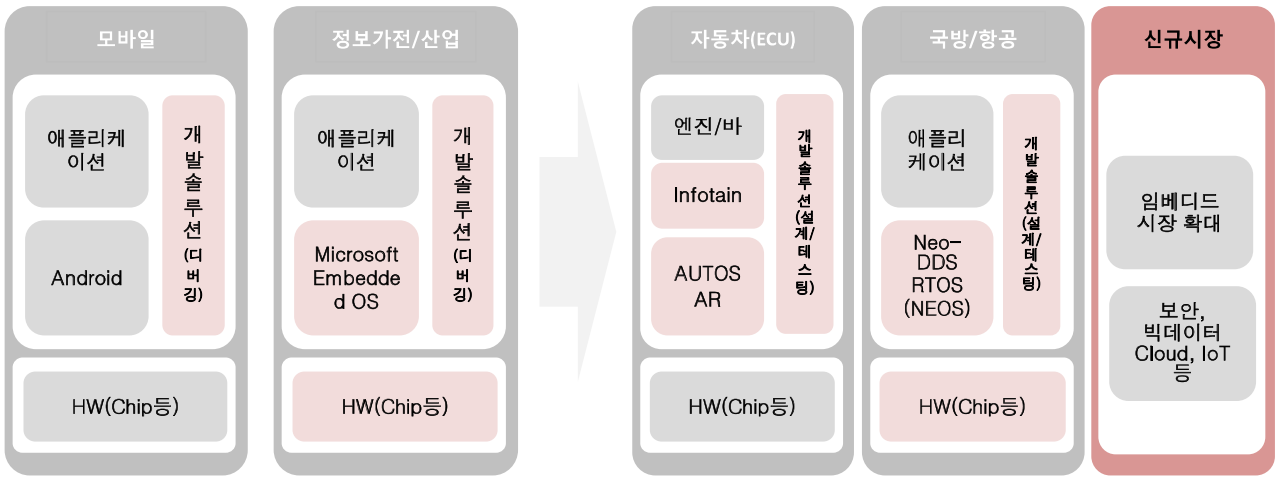 모바일
애플리케
이션
Android
개
발
솔
루
션
(디
버
깅)
HW(Chip등)
정보가전/산업
애플리케
이션
Microsoft
Embedde
d OS
개
발
솔
루
션
(디
버
깅)
HW(Chip등)
자동차(ECU)
엔진/바
Infotain
AUTOS
AR
개
발
솔
루
션
(설
계/
테
스
팅)
HW(Chip등)
국방/항공
애플리
케이션
Neo-
DDS
RTOS
(NEOS)
개
발
솔
루
션
(설
계/
테
스
팅)
HW(Chip등)
신규시장
임베디드
시장 확대
보안,
빅데이터
Cloud, IoT
등